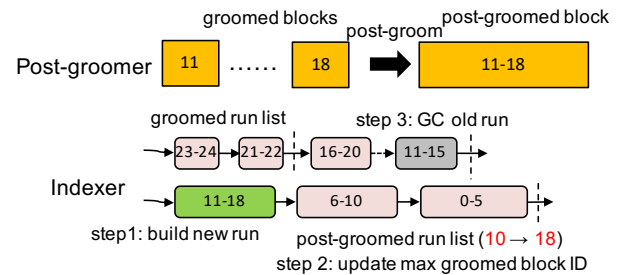 groomed blocks
post-groom
post-groomed block
Post-groomer
11
......
18
11-18
groomed run list
step 3: GC old run
23-24
21-22
16-20
11-15
Indexer
11-18
6-10
0-5
step1: build new run
post-groomed run list (10 → 18)
step 2: update max groomed block ID